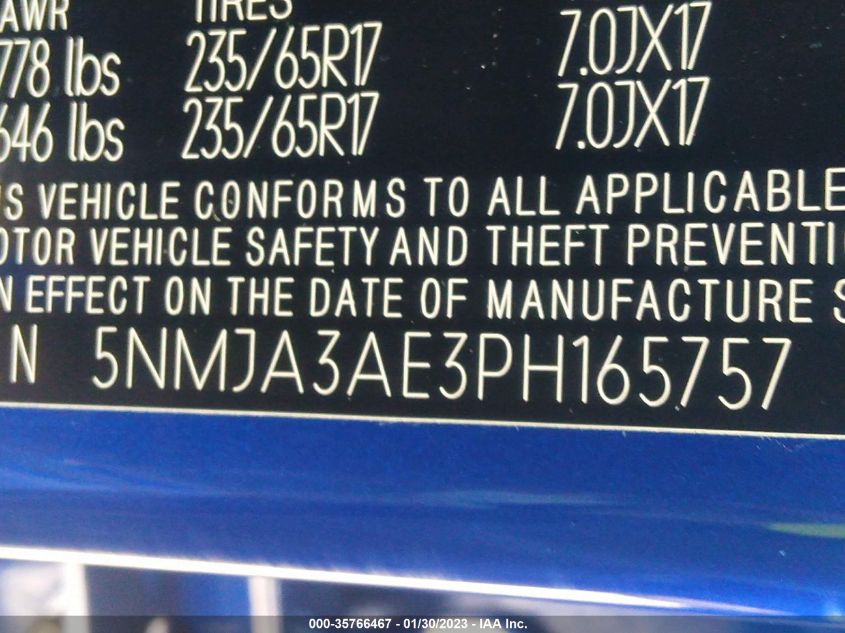 AWR TIRES
778 lbs 235/65R17 7.0JX17
646 lbs 235/65R17 7.0JX17
IS VEHICLE CONFORMS TO ALL APPLICABLE
OTOR VEHICLE SAFETY AND THEFT PREVENTI
N EFFECT ON THE DATE OF MANUFACTURE S
N 5NMJA3AE3PH165757
000-35766467 - 01/30/2023 - IAA Inc.